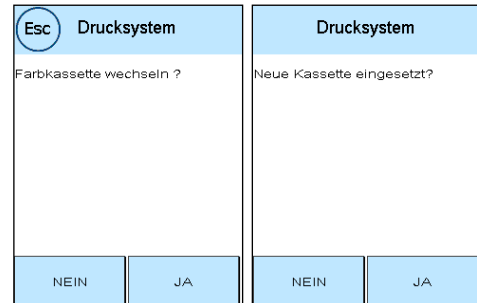 Esc Drucksystem
Farbkassette wechseln ?
NEIN JA
Drucksystem
Neue Kassette eingesetzt?
NEIN JA